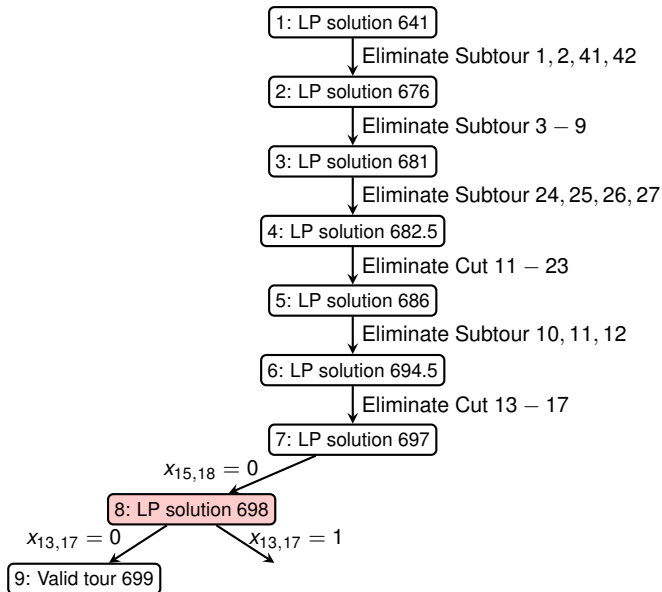 1: LP solution 641
Eliminate Subtour 1, 2, 41, 42
2: LP solution 676
Eliminate Subtour 3 − 9
3: LP solution 681
Eliminate Subtour 24, 25, 26, 27
4: LP solution 682.5
Eliminate Cut 11 − 23
5: LP solution 686
Eliminate Subtour 10, 11, 12
6: LP solution 694.5
Eliminate Cut 13 − 17
7: LP solution 697
x15,18 = 0
8: LP solution 698
x13,17 = 0
x13,17 = 1
9: Valid tour 699